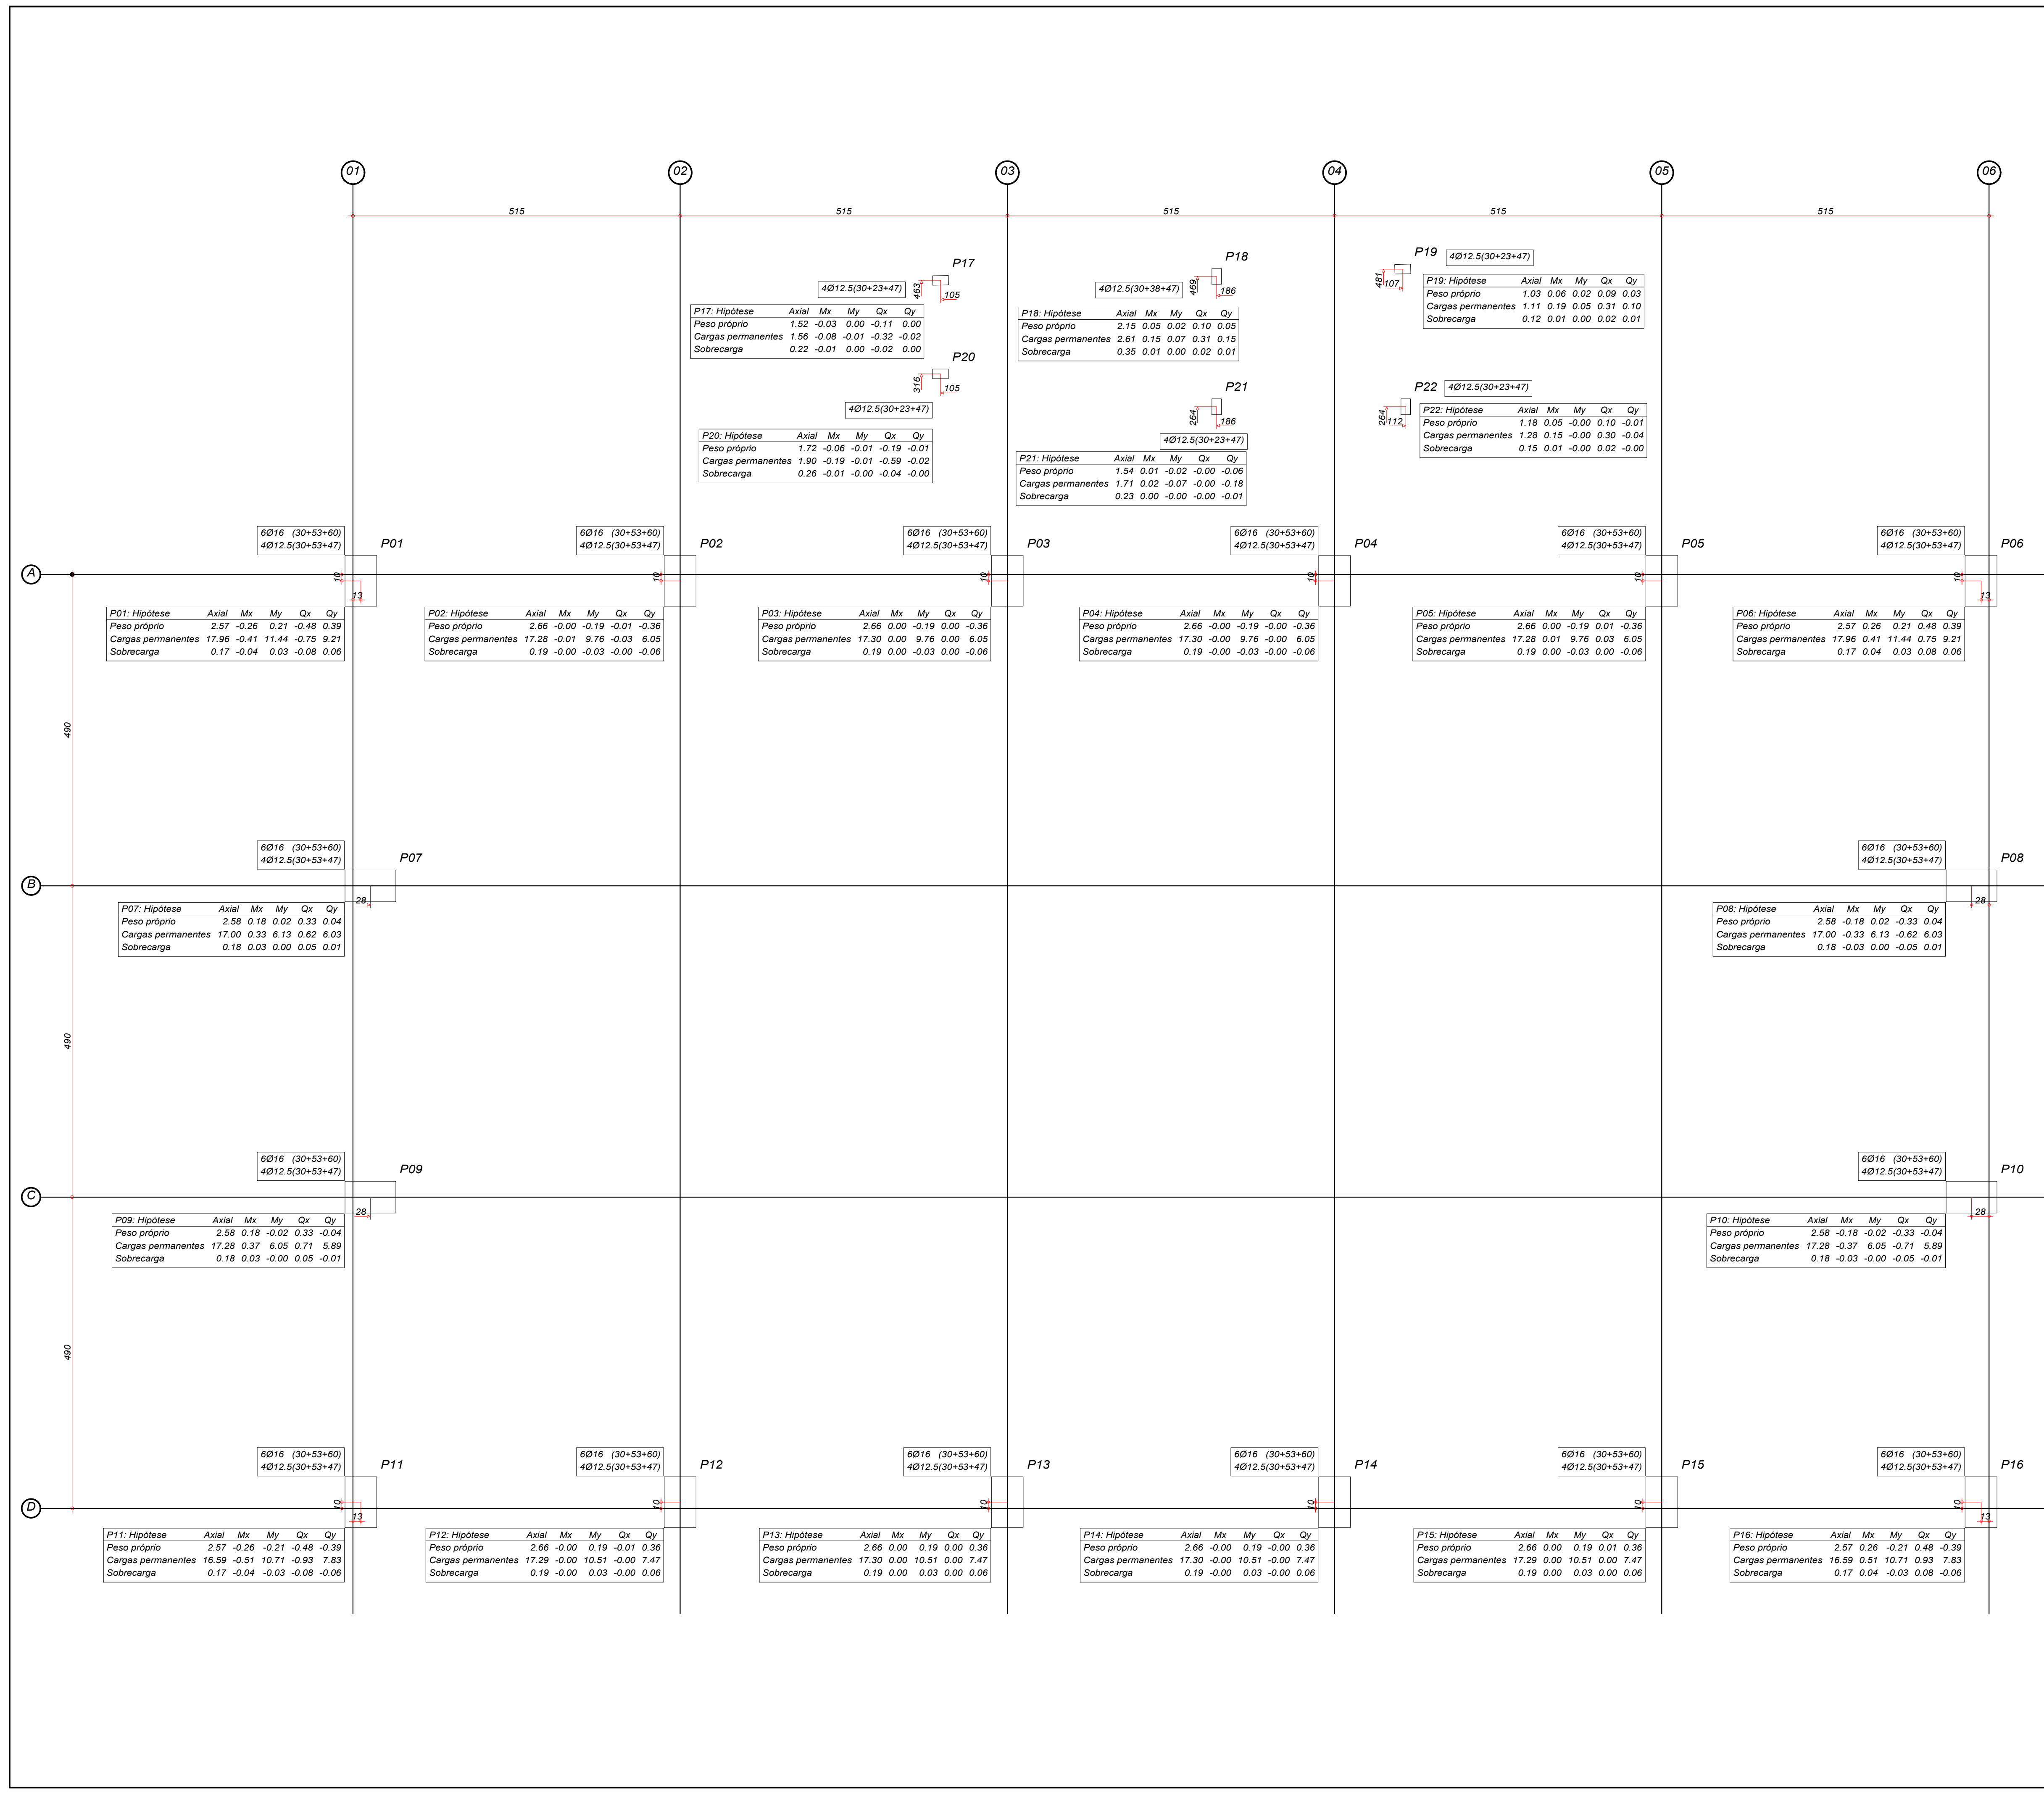 01 02 03 04 05 06
515 515 515 515 515
P17
4Ø12.5(30+23+47)
463
105
P17: Hipótese Axial Mx My Qx Qy
Peso próprio 1.52 -0.03 0.00 -0.11 0.00
Cargas permanentes 1.56 -0.08 -0.01 -0.32 -0.02
Sobrecarga 0.22 -0.01 0.00 -0.02 0.00
P18
4Ø12.5(30+38+47)
469
186
P18: Hipótese Axial Mx My Qx Qy
Peso próprio 2.15 0.05 0.02 0.10 0.05
Cargas permanentes 2.61 0.15 0.07 0.31 0.15
Sobrecarga 0.35 0.01 0.00 0.02 0.01
P19
4Ø12.5(30+23+47)
481
107
P19: Hipótese Axial Mx My Qx Qy
Peso próprio 1.03 0.06 0.02 0.09 0.03
Cargas permanentes 1.11 0.19 0.05 0.31 0.10
Sobrecarga 0.12 0.01 0.00 0.02 0.01
P20
316
105
4Ø12.5(30+23+47)
P20: Hipótese Axial Mx My Qx Qy
Peso próprio 1.72 -0.06 -0.01 -0.19 -0.01
Cargas permanentes 1.90 -0.19 -0.01 -0.59 -0.02
Sobrecarga 0.26 -0.01 -0.00 -0.04 -0.00
P21
264
186
4Ø12.5(30+23+47)
P21: Hipótese Axial Mx My Qx Qy
Peso próprio 1.54 0.01 -0.02 -0.00 -0.06
Cargas permanentes 1.71 0.02 -0.07 -0.00 -0.18
Sobrecarga 0.23 0.00 -0.00 -0.00 -0.01
P22
4Ø12.5(30+23+47)
264
112
P22: Hipótese Axial Mx My Qx Qy
Peso próprio 1.18 0.05 -0.00 0.10 -0.01
Cargas permanentes 1.28 0.15 -0.00 0.30 -0.04
Sobrecarga 0.15 0.01 -0.00 0.02 -0.00
A
6Ø16 (30+53+60)
4Ø12.5(30+53+47)
P01
10
13
P01: Hipótese Axial Mx My Qx Qy
Peso próprio 2.57 -0.26 0.21 -0.48 0.39
Cargas permanentes 17.96 -0.41 11.44 -0.75 9.21
Sobrecarga 0.17 -0.04 0.03 -0.08 0.06
6Ø16 (30+53+60)
4Ø12.5(30+53+47)
P02
10
P02: Hipótese Axial Mx My Qx Qy
Peso próprio 2.66 -0.00 -0.19 -0.01 -0.36
Cargas permanentes 17.28 -0.01 9.76 -0.03 6.05
Sobrecarga 0.19 -0.00 -0.03 -0.00 -0.06
6Ø16 (30+53+60)
4Ø12.5(30+53+47)
P03
10
P03: Hipótese Axial Mx My Qx Qy
Peso próprio 2.66 0.00 -0.19 0.00 -0.36
Cargas permanentes 17.30 0.00 9.76 0.00 6.05
Sobrecarga 0.19 0.00 -0.03 0.00 -0.06
6Ø16 (30+53+60)
4Ø12.5(30+53+47)
P04
10
P04: Hipótese Axial Mx My Qx Qy
Peso próprio 2.66 -0.00 -0.19 -0.00 -0.36
Cargas permanentes 17.30 -0.00 9.76 -0.00 6.05
Sobrecarga 0.19 -0.00 -0.03 -0.00 -0.06
6Ø16 (30+53+60)
4Ø12.5(30+53+47)
P05
10
P05: Hipótese Axial Mx My Qx Qy
Peso próprio 2.66 0.00 -0.19 0.01 -0.36
Cargas permanentes 17.28 0.01 9.76 0.03 6.05
Sobrecarga 0.19 0.00 -0.03 0.00 -0.06
6Ø16 (30+53+60)
4Ø12.5(30+53+47)
P06
10
13
P06: Hipótese Axial Mx My Qx Qy
Peso próprio 2.57 0.26 0.21 0.48 0.39
Cargas permanentes 17.96 0.41 11.44 0.75 9.21
Sobrecarga 0.17 0.04 0.03 0.08 0.06
490
B
6Ø16 (30+53+60)
4Ø12.5(30+53+47)
P07
28
P07: Hipótese Axial Mx My Qx Qy
Peso próprio 2.58 0.18 0.02 0.33 0.04
Cargas permanentes 17.00 0.33 6.13 0.62 6.03
Sobrecarga 0.18 0.03 0.00 0.05 0.01
6Ø16 (30+53+60)
4Ø12.5(30+53+47)
P08
28
P08: Hipótese Axial Mx My Qx Qy
Peso próprio 2.58 -0.18 0.02 -0.33 0.04
Cargas permanentes 17.00 -0.33 6.13 -0.62 6.03
Sobrecarga 0.18 -0.03 0.00 -0.05 0.01
490
C
6Ø16 (30+53+60)
4Ø12.5(30+53+47)
P09
28
P09: Hipótese Axial Mx My Qx Qy
Peso próprio 2.58 0.18 -0.02 0.33 -0.04
Cargas permanentes 17.28 0.37 6.05 0.71 5.89
Sobrecarga 0.18 0.03 -0.00 0.05 -0.01
6Ø16 (30+53+60)
4Ø12.5(30+53+47)
P10
28
P10: Hipótese Axial Mx My Qx Qy
Peso próprio 2.58 -0.18 -0.02 -0.33 -0.04
Cargas permanentes 17.28 -0.37 6.05 -0.71 5.89
Sobrecarga 0.18 -0.03 -0.00 -0.05 -0.01
490
D
6Ø16 (30+53+60)
4Ø12.5(30+53+47)
P11
10
13
P11: Hipótese Axial Mx My Qx Qy
Peso próprio 2.57 -0.26 -0.21 -0.48 -0.39
Cargas permanentes 16.59 -0.51 10.71 -0.93 7.83
Sobrecarga 0.17 -0.04 -0.03 -0.08 -0.06
6Ø16 (30+53+60)
4Ø12.5(30+53+47)
P12
10
P12: Hipótese Axial Mx My Qx Qy
Peso próprio 2.66 -0.00 0.19 -0.01 0.36
Cargas permanentes 17.29 -0.00 10.51 -0.00 7.47
Sobrecarga 0.19 -0.00 0.03 -0.00 0.06
6Ø16 (30+53+60)
4Ø12.5(30+53+47)
P13
10
P13: Hipótese Axial Mx My Qx Qy
Peso próprio 2.66 0.00 0.19 0.00 0.36
Cargas permanentes 17.30 0.00 10.51 0.00 7.47
Sobrecarga 0.19 0.00 0.03 0.00 0.06
6Ø16 (30+53+60)
4Ø12.5(30+53+47)
P14
10
P14: Hipótese Axial Mx My Qx Qy
Peso próprio 2.66 -0.00 0.19 -0.00 0.36
Cargas permanentes 17.30 -0.00 10.51 -0.00 7.47
Sobrecarga 0.19 -0.00 0.03 -0.00 0.06
6Ø16 (30+53+60)
4Ø12.5(30+53+47)
P15
10
P15: Hipótese Axial Mx My Qx Qy
Peso próprio 2.66 0.00 0.19 0.01 0.36
Cargas permanentes 17.29 0.00 10.51 0.00 7.47
Sobrecarga 0.19 0.00 0.03 0.00 0.06
6Ø16 (30+53+60)
4Ø12.5(30+53+47)
P16
10
13
P16: Hipótese Axial Mx My Qx Qy
Peso próprio 2.57 0.26 -0.21 0.48 -0.39
Cargas permanentes 16.59 0.51 10.71 0.93 7.83
Sobrecarga 0.17 0.04 -0.03 0.08 -0.06